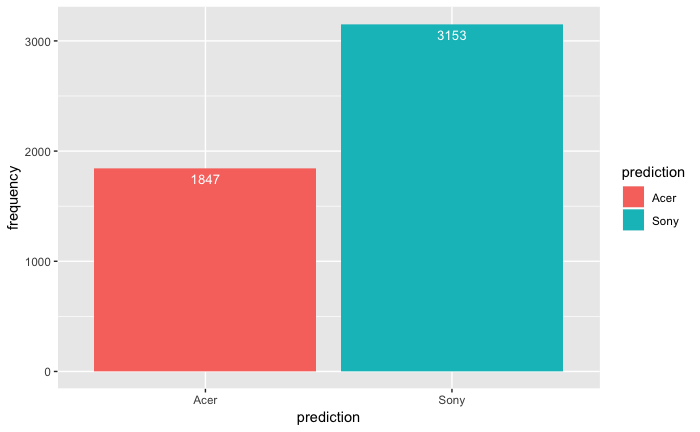 3000
2000
1000
0
frequency
1847
3153
Acer
Sony
prediction
prediction
Acer
Sony